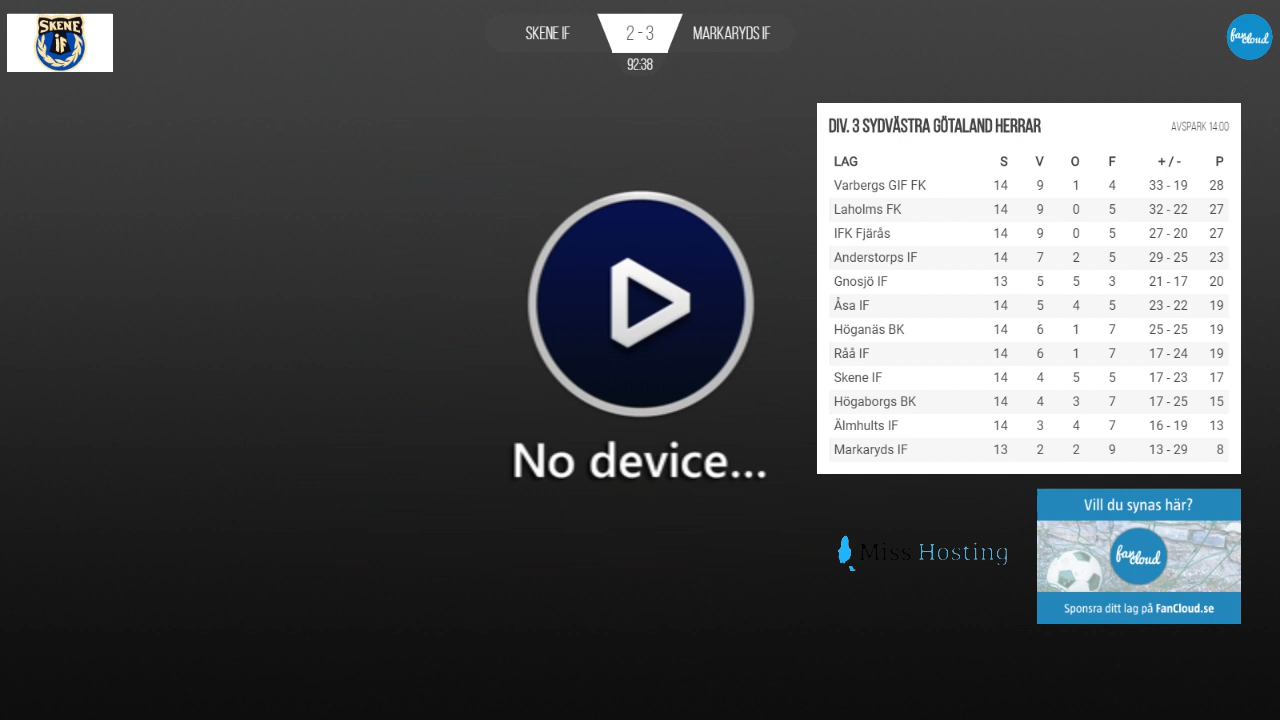 SKENE IF
SKENE IF 2 - 3 MARKARYDS IF
92:38
fan cloud
DIV. 3 SYDVÄSTRA GÖTALAND HERRAR AVSPARK 14:00
LAG S V O F + / - P
Varbergs GIF FK 14 9 1 4 33 - 19 28
Laholms FK 14 9 0 5 32 - 22 27
IFK Fjärås 14 9 0 5 27 - 20 27
Anderstorps IF 14 7 2 5 29 - 25 23
Gnosjö IF 13 5 5 3 21 - 17 20
Åsa IF 14 5 4 5 23 - 22 19
Höganäs BK 14 6 1 7 25 - 25 19
Råå IF 14 6 1 7 17 - 24 19
Skene IF 14 4 5 5 17 - 23 17
Högaborgs BK 14 4 3 7 17 - 25 15
Älmhults IF 14 3 4 7 16 - 19 13
Markaryds IF 13 2 2 9 13 - 29 8
No device...
Miss Hosting
Vill du synas här?
fan cloud
Sponsra ditt lag på FanCloud.se